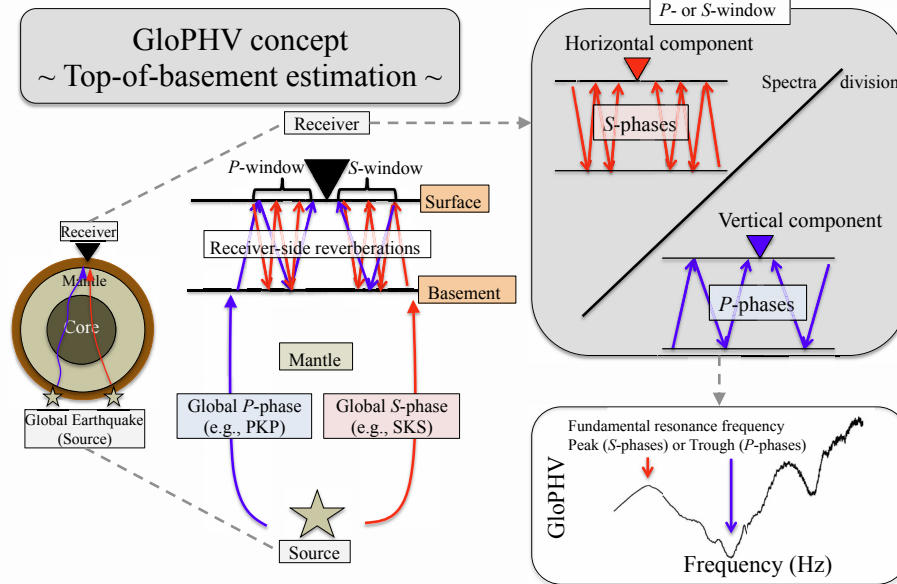 GloPHV concept
~ Top-of-basement estimation ~
P- or S-window
Horizontal component
Spectra division
S-phases
Vertical component
P-phases
Receiver
P-window
S-window
Surface
Receiver-side reverberations
Basement
Receiver
Mantle
Core
Global Earthquake
(Source)
Mantle
Global P-phase
(e.g., PKP)
Global S-phase
(e.g., SKS)
Source
Fundamental resonance frequency
Peak (S-phases) or Trough (P-phases)
GloPHV
Frequency (Hz)